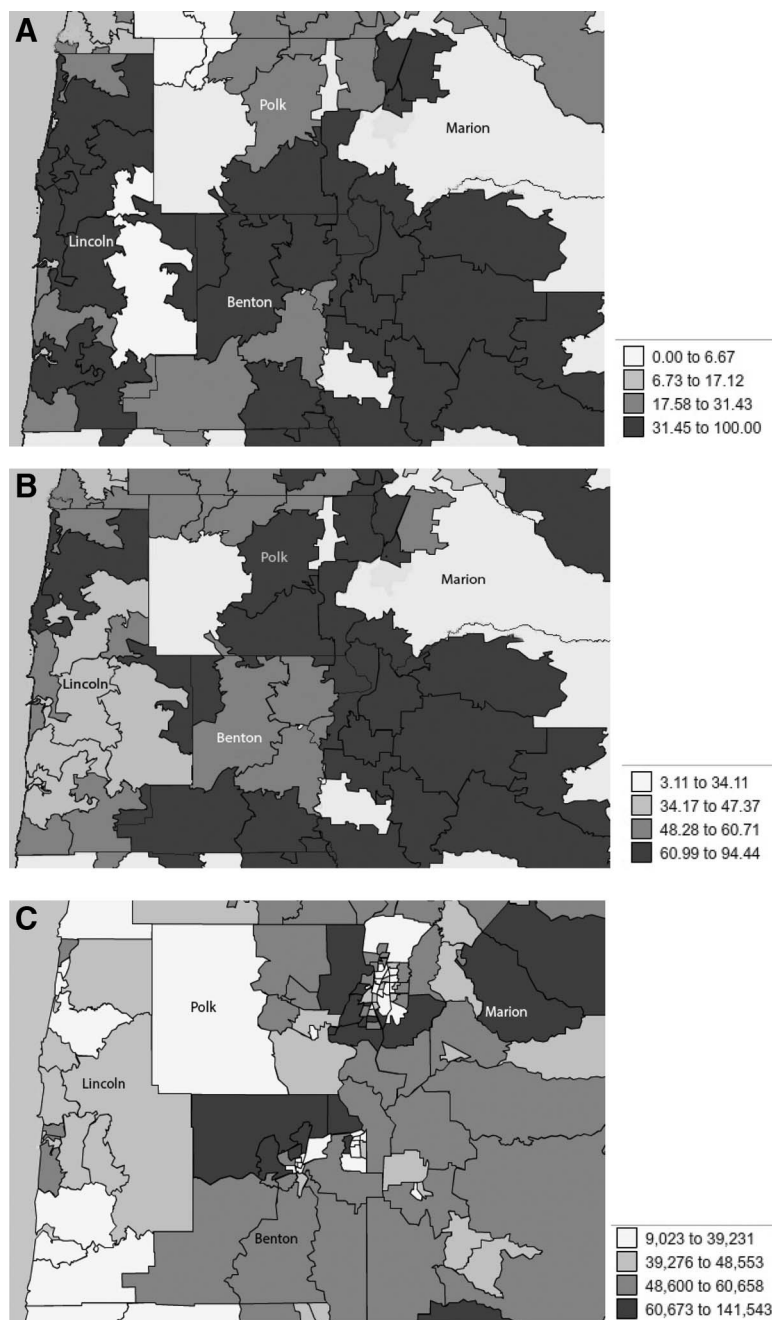 A
Polk
Marion
Lincoln
Benton
0.00 to 6.67
6.73 to 17.12
17.58 to 31.43
31.45 to 100.00
B
Polk
Marion
Lincoln
Benton
3.11 to 34.11
34.17 to 47.37
48.28 to 60.71
60.99 to 94.44
C
Polk
Marion
Lincoln
Benton
9,023 to 39,231
39,276 to 48,553
48,600 to 60,658
60,673 to 141,543